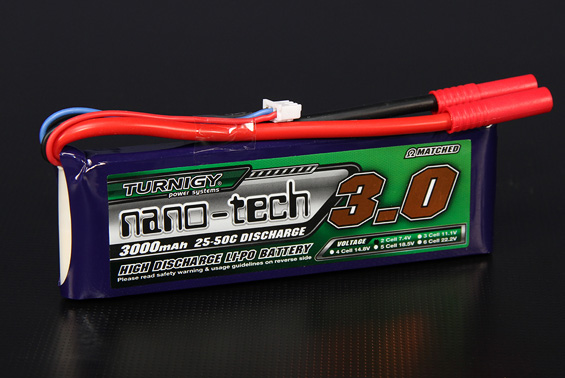 Ω MATCHED
TURNIGY
power systems
nano-tech
3.0
3000mAh 25-50C DISCHARGE
HIGH DISCHARGE LI-PO BATTERY
Please read safety warning & usage guidelines on reverse side
VOLTAGE 2 Cell 7.4V 3 Cell 11.1V
4 Cell 14.8V 5 Cell 18.5V 6 Cell 22.2V